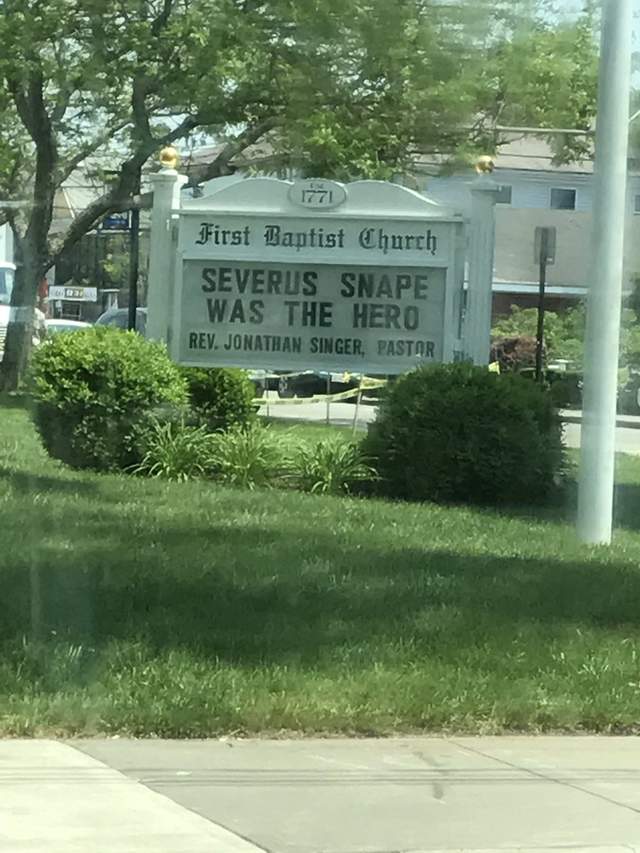 Est.
1771
First Baptist Church
SEVERUS SNAPE
WAS THE HERO
REV. JONATHAN SINGER, PASTOR